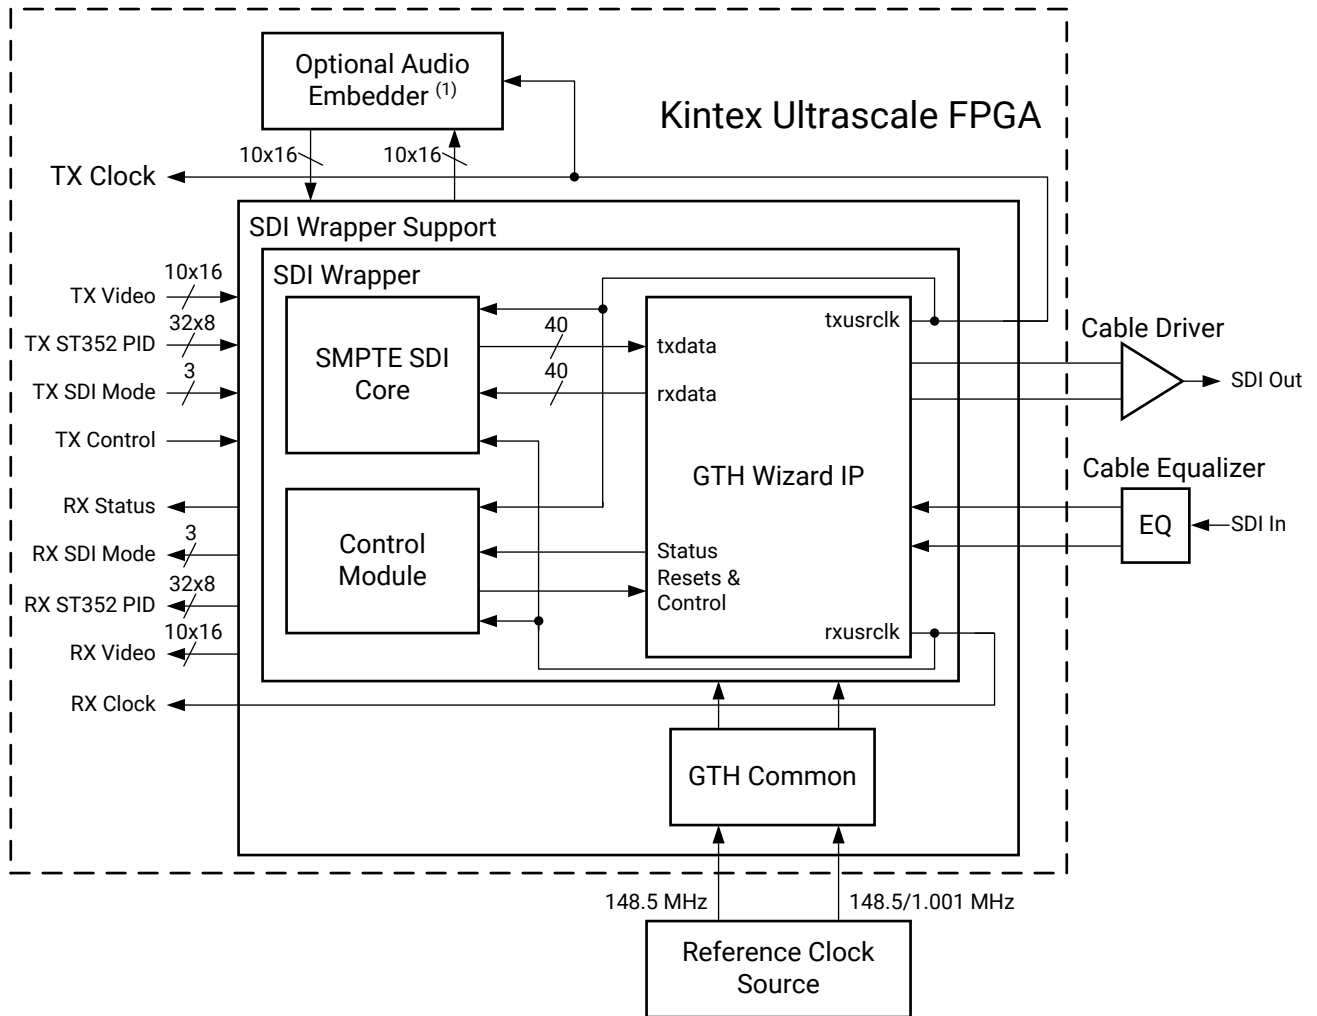 Optional Audio
Embedder (1)
Kintex Ultrascale FPGA
10x16
10x16
TX Clock
SDI Wrapper Support
SDI Wrapper
10x16
TX Video
32x8
TX ST352 PID
3
TX SDI Mode
TX Control
RX Status
3
RX SDI Mode
32x8
RX ST352 PID
10x16
RX Video
RX Clock
SMPTE SDI
Core
40
40
Control
Module
txusrclk
txdata
rxdata
GTH Wizard IP
Status
Resets &
Control
rxusrclk
Cable Driver
SDI Out
Cable Equalizer
EQ
SDI In
GTH Common
148.5 MHz
148.5/1.001 MHz
Reference Clock
Source